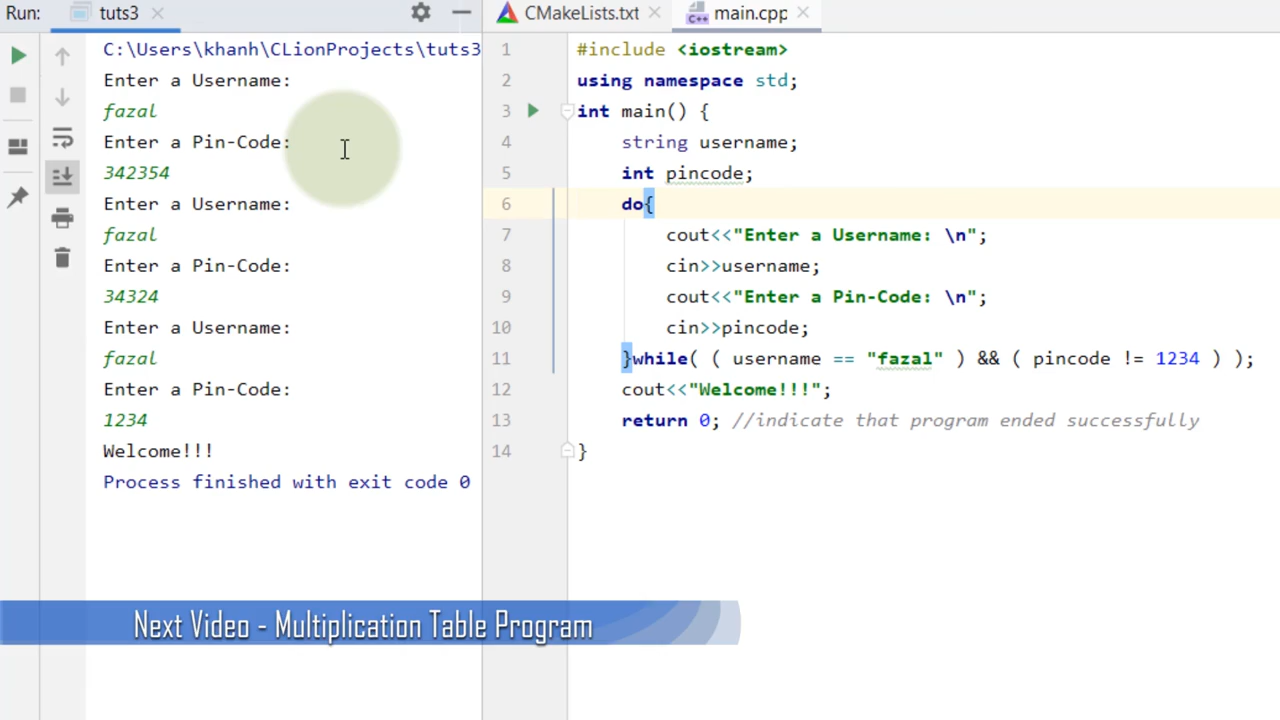 Run: tuts3
C:\Users\khanh\CLionProjects\tuts3
Enter a Username:
fazal
Enter a Pin-Code:
342354
Enter a Username:
fazal
Enter a Pin-Code:
34324
Enter a Username:
fazal
Enter a Pin-Code:
1234
Welcome!!!
Process finished with exit code 0
CMakeLists.txt
C++ main.cpp
1 #include <iostream>
2 using namespace std;
3 int main() {
4 string username;
5 int pincode;
6 do{
7 cout<<"Enter a Username: \n";
8 cin>>username;
9 cout<<"Enter a Pin-Code: \n";
10 cin>>pincode;
11 }while( ( username == "fazal" ) && ( pincode != 1234 ) );
12 cout<<"Welcome!!!";
13 return 0; //indicate that program ended successfully
14 }
Next Video - Multiplication Table Program